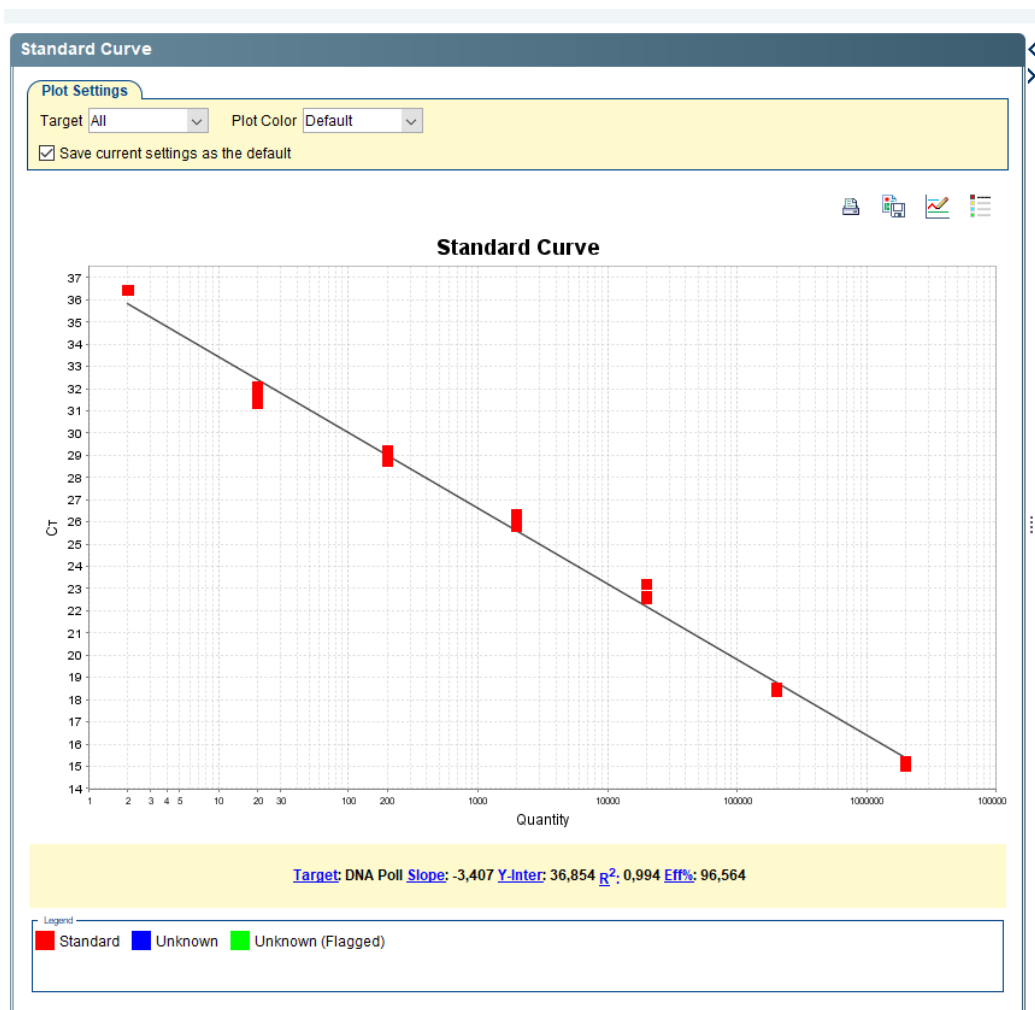 Standard Curve
Plot Settings
Target All Plot Color Default
Save current settings as the default
Standard Curve
37
36
35
34
33
32
31
30
29
28
27
26
25
24
23
22
21
20
19
18
17
16
15
14
CT
1 2 3 4 5 10 20 30 100 200 1000 10000 100000 1000000 100000
Quantity
Target: DNA Poll Slope: -3,407 Y-Inter: 36,854 R²: 0,994 Eff%: 96,564
Legend
Standard Unknown Unknown (Flagged)